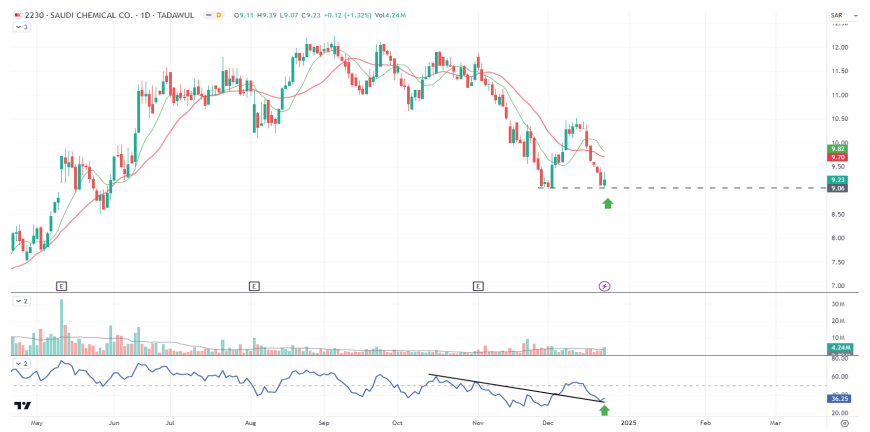 2230 · SAUDI CHEMICAL CO. · 1D · TADAWUL D O9.11 H9.39 L9.07 C9.23 +0.12 (+1.32%) Vol4.24M
SAR
3
12.00
11.50
11.00
10.50
10.00
9.82
9.70
9.50
9.23
9.06
8.50
8.00
7.50
7.00
E E E
2
30 M
20 M
10 M
4.24M
2
80.00
60.00
36.25
20.00
May Jun Jul Aug Sep Oct Nov Dec 2025 Feb Mar